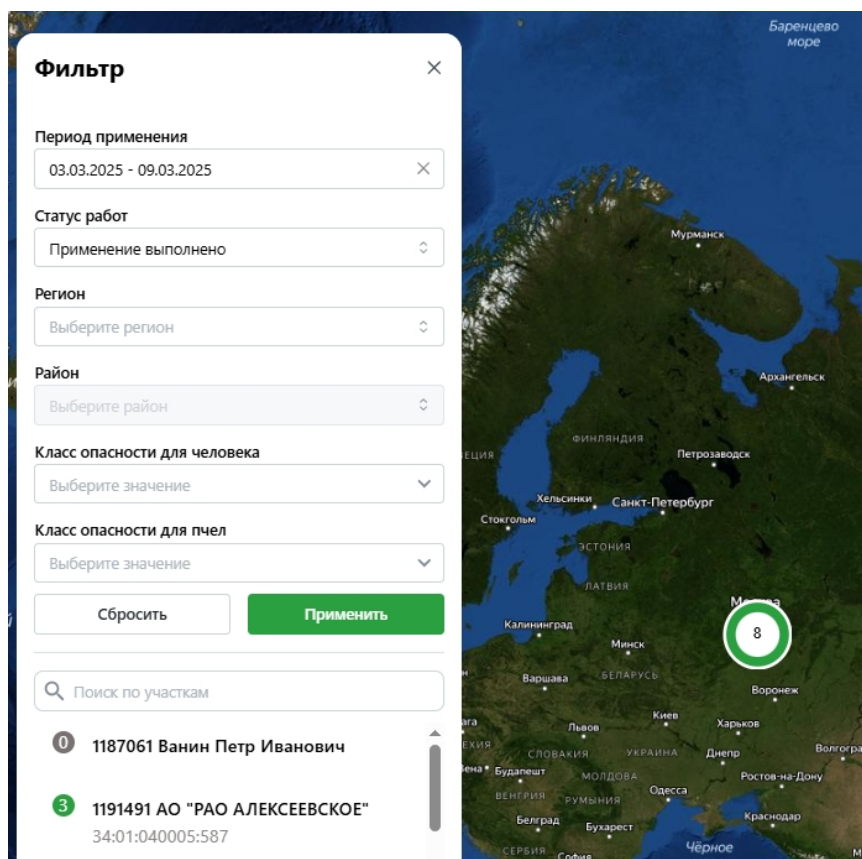 Баренцево
море
Фильтр
Период применения
03.03.2025 - 09.03.2025
Статус работ
Применение выполнено
Регион
Выберите регион
Район
Выберите район
Класс опасности для человека
Выберите значение
Класс опасности для пчел
Выберите значение
Сбросить
Применить
Поиск по участкам
0 1187061 Ванин Петр Иванович
3 1191491 АО "РАО АЛЕКСЕЕВСКОЕ"
34:01:040005:587
Мурманск
Архангельск
ФИНЛЯНДИЯ
Петрозаводск
Хельсинки
Санкт-Петербург
Стокгольм
ЭСТОНИЯ
ЛАТВИЯ
8
Калининград
Минск
Варшава
БЕЛАРУСЬ
Воронеж
Киев
Львов
Харьков
СЛОВАКИЯ
УКРАИНА
Днепр
Будапешт
МОЛДОВА
Ростов-на-Дону
ВЕНГРИЯ
РУМЫНИЯ
Одесса
Белград
Бухарест
Краснодар
СЕРБИЯ
София
Чёрное